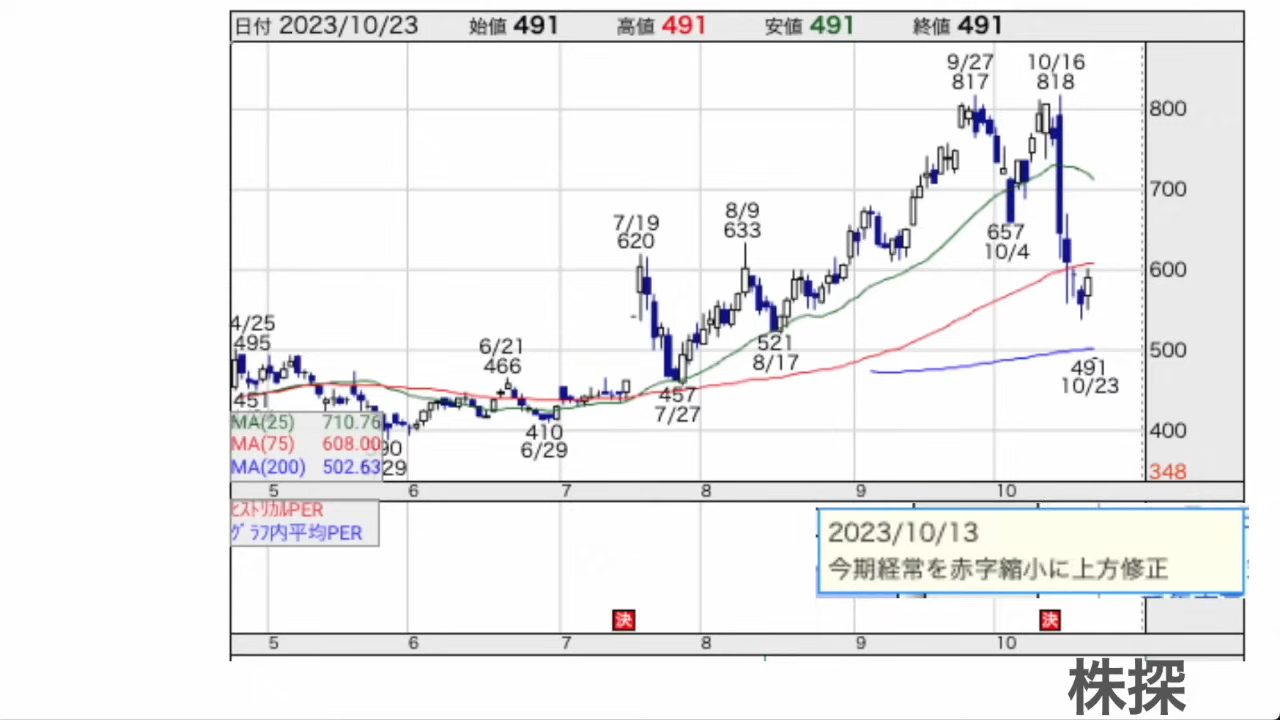 日付 2023/10/23 始値 491 高値 491 安値 491 終値 491
9/27
817
10/16
818
800
700
8/9
633
7/19
620
657
10/4
600
4/25
495
6/21
466
521
8/17
500
491
10/23
451
457
7/27
410
6/29
400
MA(25) 710.76
MA(75) 608.00
MA(200) 502.63
90
29
348
5 6 7 8 9 10
ヒストリカルPER
グラフ内平均PER
2023/10/13
今期経常を赤字縮小に上方修正
決 決
5 6 7 8 9 10
株探